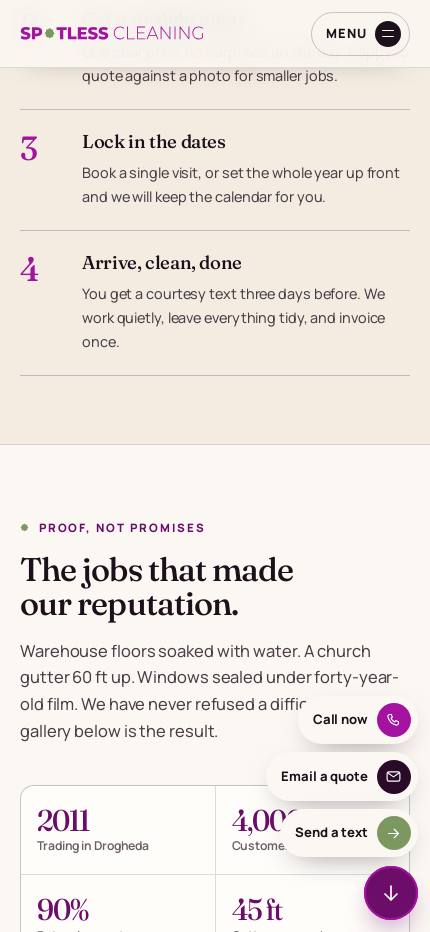 SPOTLESS CLEANING
MENU
quote against a photo for smaller jobs.
3
Lock in the dates
Book a single visit, or set the whole year up front
and we will keep the calendar for you.
4
Arrive, clean, done
You get a courtesy text three days before. We
work quietly, leave everything tidy, and invoice
once.
PROOF, NOT PROMISES
The jobs that made
our reputation.
Warehouse floors soaked with water. A church
gutter 60 ft up. Windows sealed under forty-year-
old film. We have never refused a
gallery below is the result.
Call now
Email a quote
Send a text
2011
Trading in Drogheda
90%
45 ft